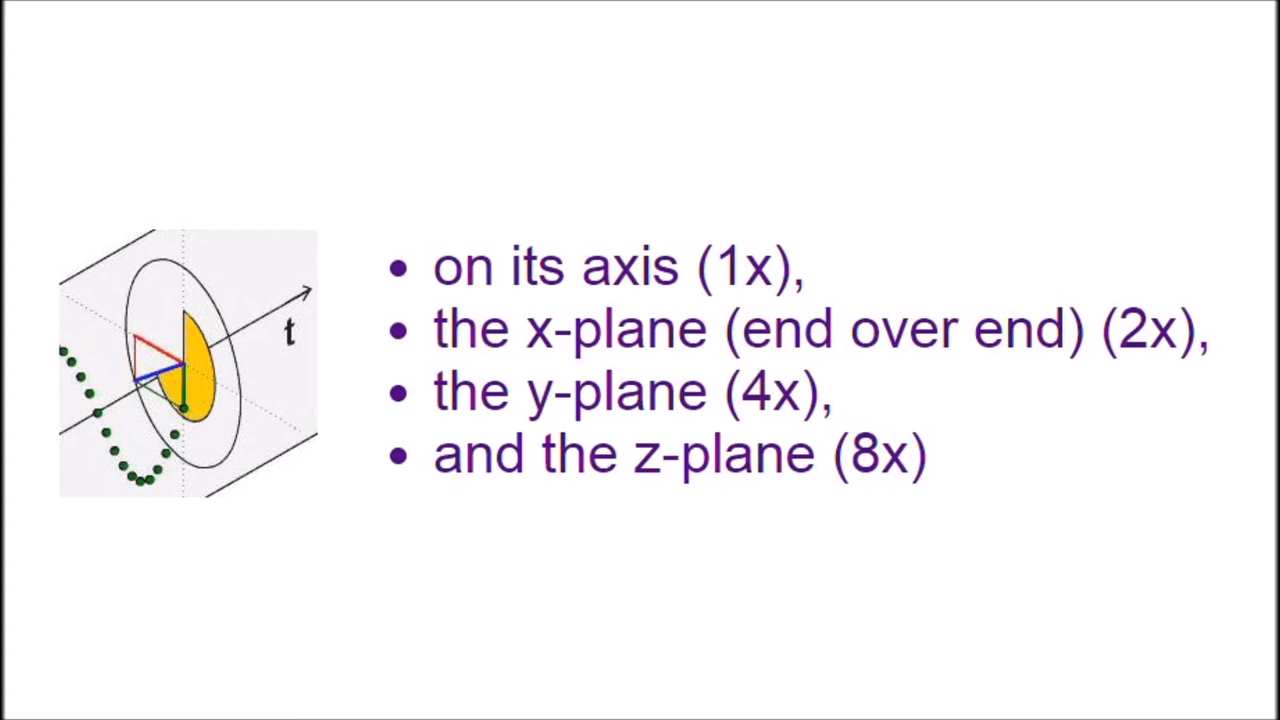 t
• on its axis (1x),
• the x-plane (end over end) (2x),
• the y-plane (4x),
• and the z-plane (8x)